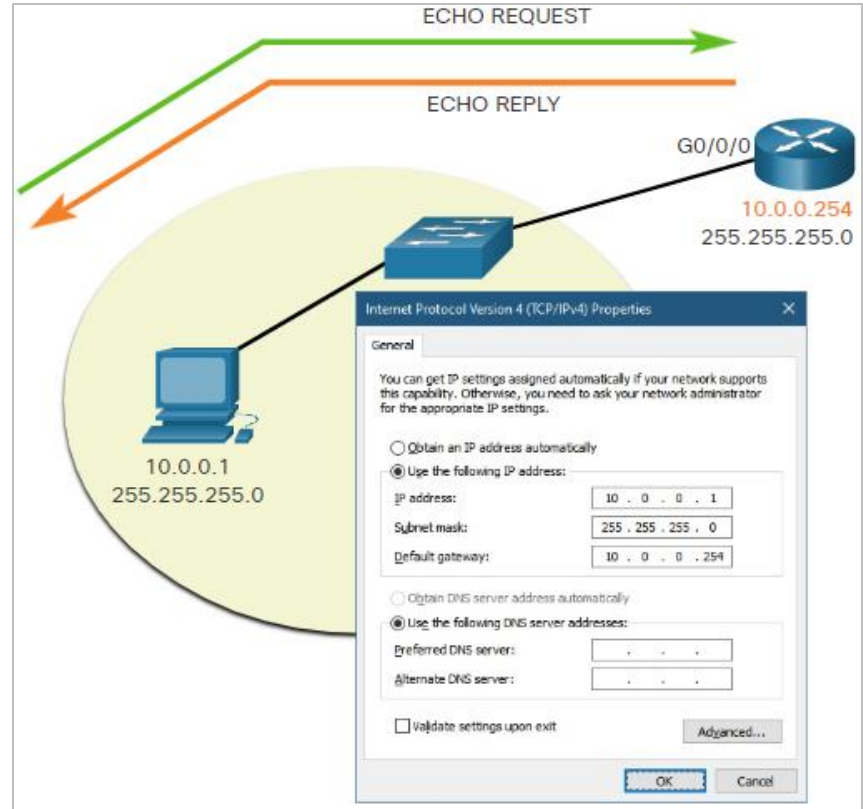 ECHO REQUEST
ECHO REPLY
G0/0/0
10.0.0.254
255.255.255.0
10.0.0.1
255.255.255.0
Internet Protocol Version 4 (TCP/IPv4) Properties
General
You can get IP settings assigned automatically if your network supports
this capability. Otherwise, you need to ask your network administrator
for the appropriate IP settings.
Obtain an IP address automatically
Use the following IP address:
IP address: 10 . 0 . 0 . 1
Subnet mask: 255 . 255 . 255 . 0
Default gateway: 10 . 0 . 0 . 254
Obtain DNS server address automatically
Use the following DNS server addresses:
Preferred DNS server: . . .
Alternate DNS server: . . .
Validate settings upon exit
Advanced...
OK Cancel